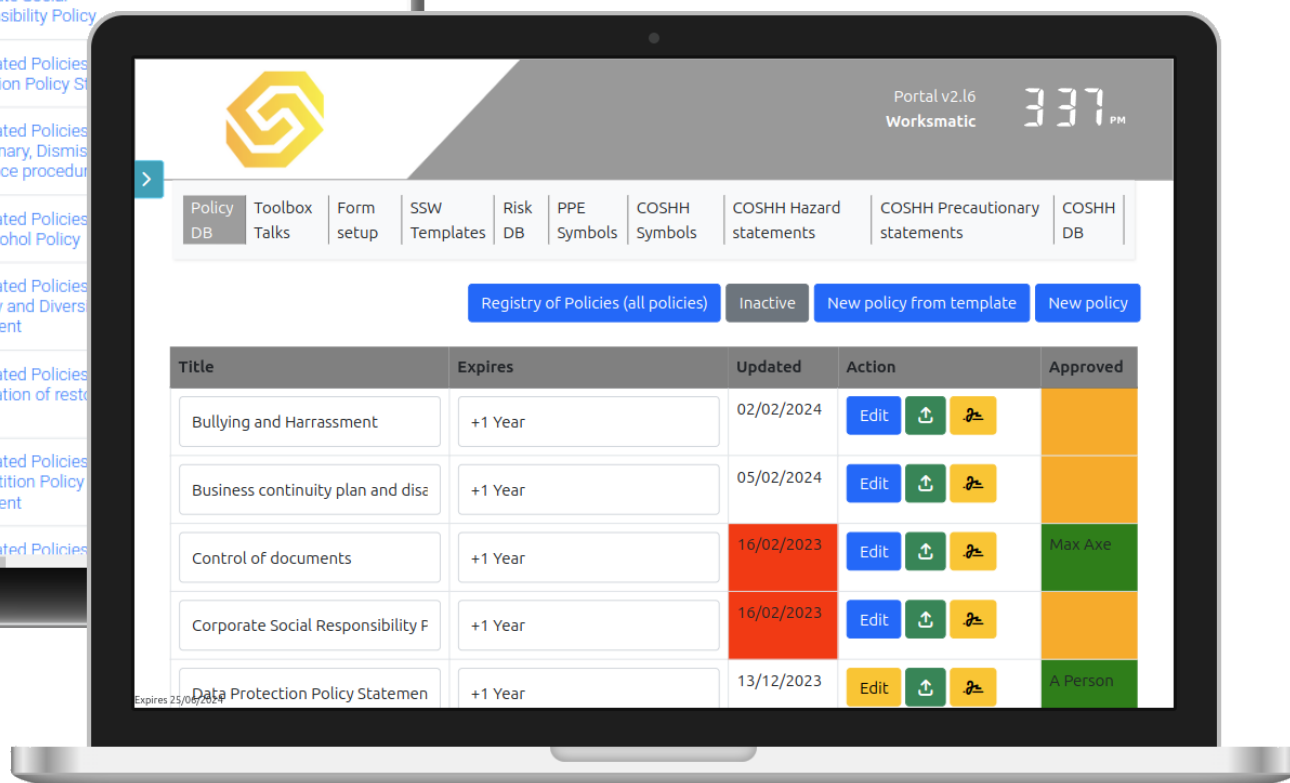 sibility Policy
ated Policies
ion Policy St
ated Policies
nary, Dismis
ce procedur
ated Policies
ohol Policy
ated Policies
y and Divers
ent
ated Policies
ation of resto
ated Policies
tition Policy
ent
ated Policies
Portal v2.l6
Worksmatic
3 37 PM
Policy DB
Toolbox Talks
Form setup
SSW Templates
Risk DB
PPE Symbols
COSHH Symbols
COSHH Hazard statements
COSHH Precautionary statements
COSHH DB
Registry of Policies (all policies) Inactive New policy from template New policy
Title Expires Updated Action Approved
Bullying and Harrassment +1 Year 02/02/2024 Edit
Business continuity plan and disa +1 Year 05/02/2024 Edit
Control of documents +1 Year 16/02/2023 Edit Max Axe
Corporate Social Responsibility P +1 Year 16/02/2023 Edit
Data Protection Policy Statemen +1 Year 13/12/2023 Edit A Person
Expires 25/06/2024